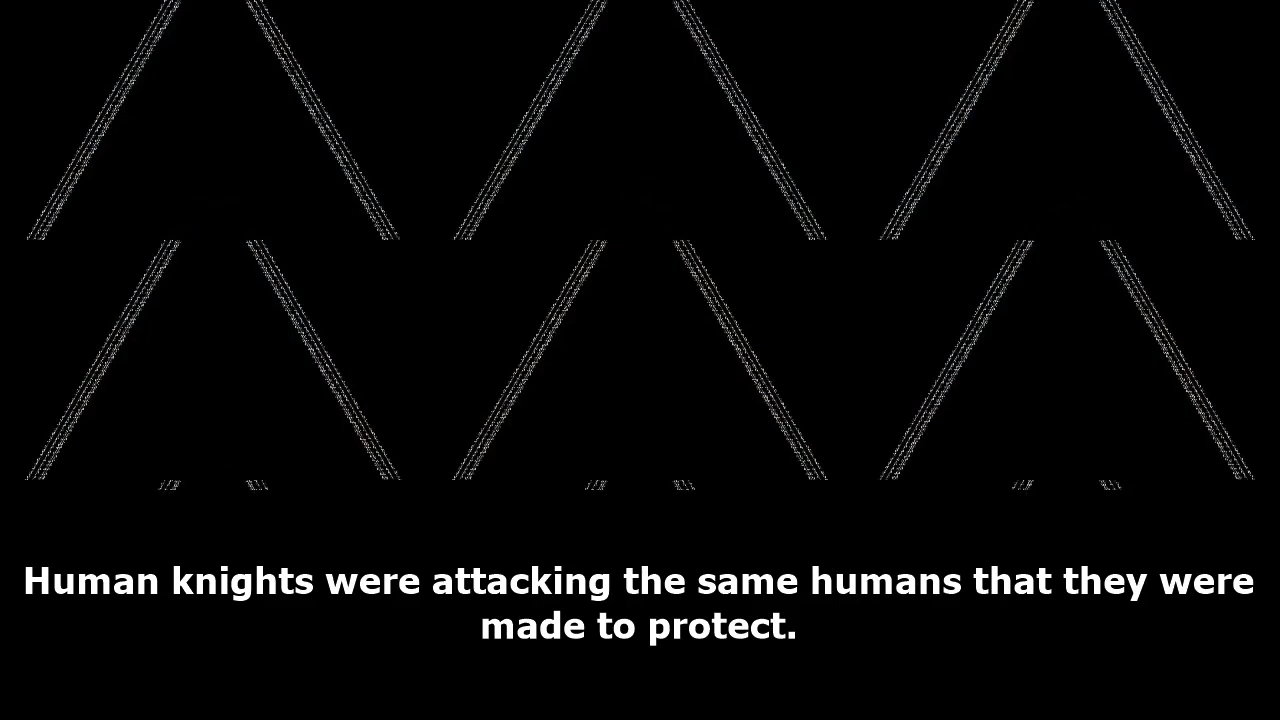 Human knights were attacking the same humans that they were
made to protect.